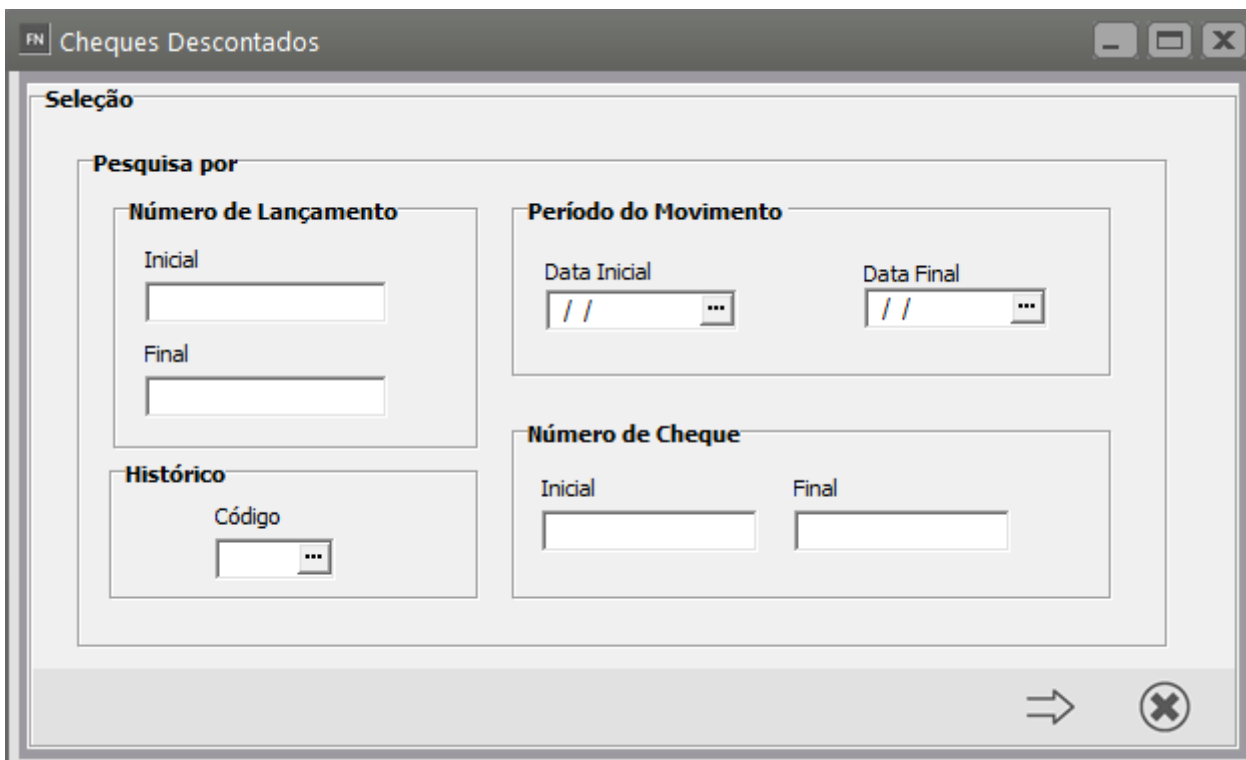 FN Cheques Descontados
Seleção
Pesquisa por
Número de Lançamento
Inicial
Final
Histórico
Código
...
Período do Movimento
Data Inicial
/ /
...
Data Final
/ /
...
Número de Cheque
Inicial
Final